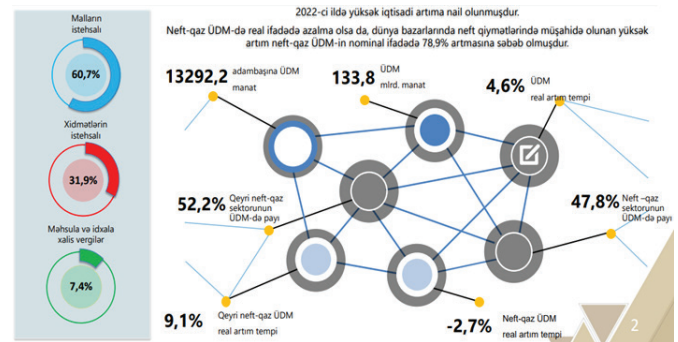 2022-ci ildə yüksək iqtisadi artıma nail olunmuşdur.
Neft-qaz ÜDM-də real ifadədə azalma olsa da, dünya bazarlarında neft qiymətlərində müşahidə olunan yüksək
artım neft-qaz ÜDM-in nominal ifadədə 78,9% artmasına səbəb olmuşdur.
Malların
istehsalı
60,7%
Xidmətlərin
istehsalı
31,9%
Məhsula və idxala
xalis vergilər
7,4%
13292,2 adambaşına ÜDM
manat
133,8 ÜDM
mlrd. manat
4,6% ÜDM
real artım tempi
52,2% Qeyri neft-qaz
sektorunun
ÜDM-də payı
47,8% Neft –qaz
sektorunun
ÜDM-də payı
9,1% Qeyri neft-qaz ÜDM
real artım tempi
-2,7% Neft-qaz ÜDM
real artım tempi
2